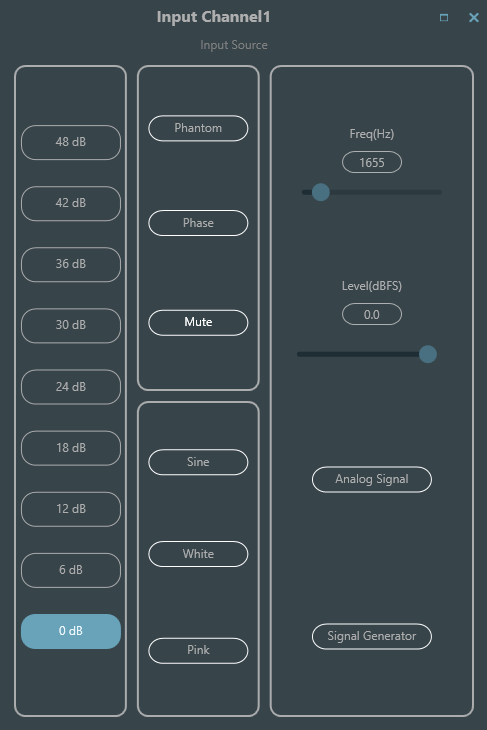 Input Channel1
Input Source
48 dB
42 dB
36 dB
30 dB
24 dB
18 dB
12 dB
6 dB
0 dB
Phantom
Phase
Mute
Sine
White
Pink
Freq(Hz)
1655
Level(dBFS)
0.0
Analog Signal
Signal Generator